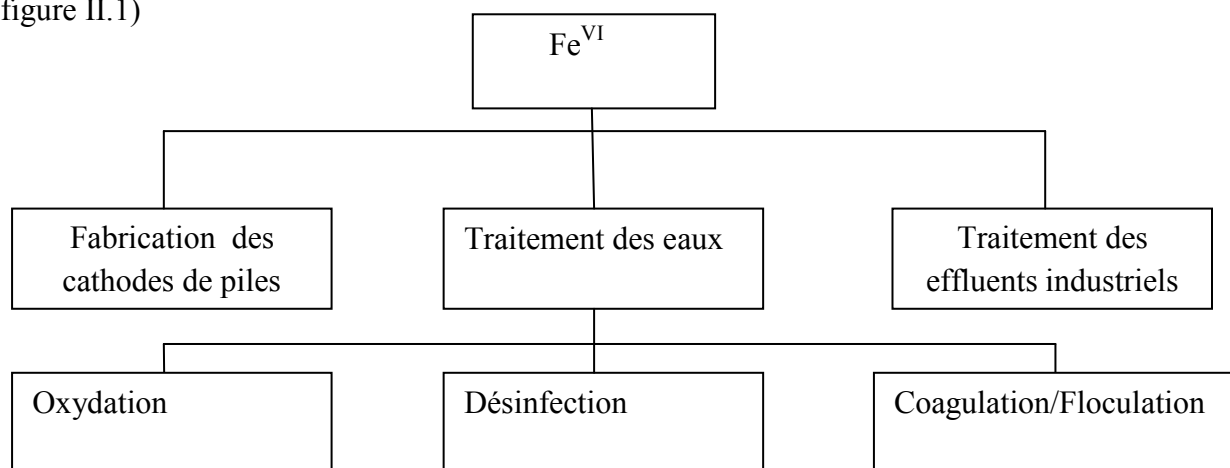 figure II.1)
Fe^VI
Fabrication des
cathodes de piles
Traitement des eaux
Traitement des
effluents industriels
Oxydation
Désinfection
Coagulation/Floculation